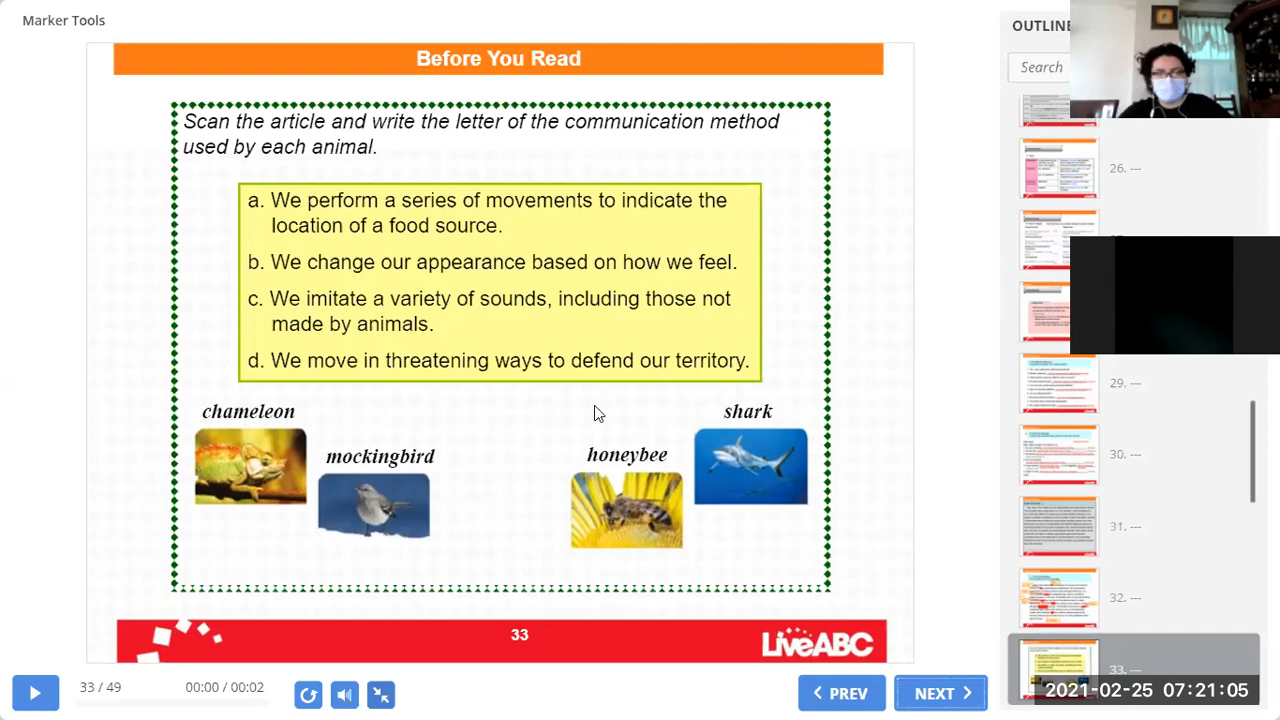 Marker Tools
OUTLINE
Search
Before You Read
Scan the article and write the letter of the communication method
used by each animal.
a. We perform a series of movements to indicate the
location of a food source.
b. We change our appearance based on how we feel.
c. We imitate a variety of sounds, including those not
made by animals.
d. We move in threatening ways to defend our territory.
chameleon
shark
honeybee
26. ---
29. ---
30. ---
31. ---
32. ---
33. ---
33
LiveABC
33 / 49
00:00 / 00:02
PREV
NEXT
2021-02-25 07:21:05